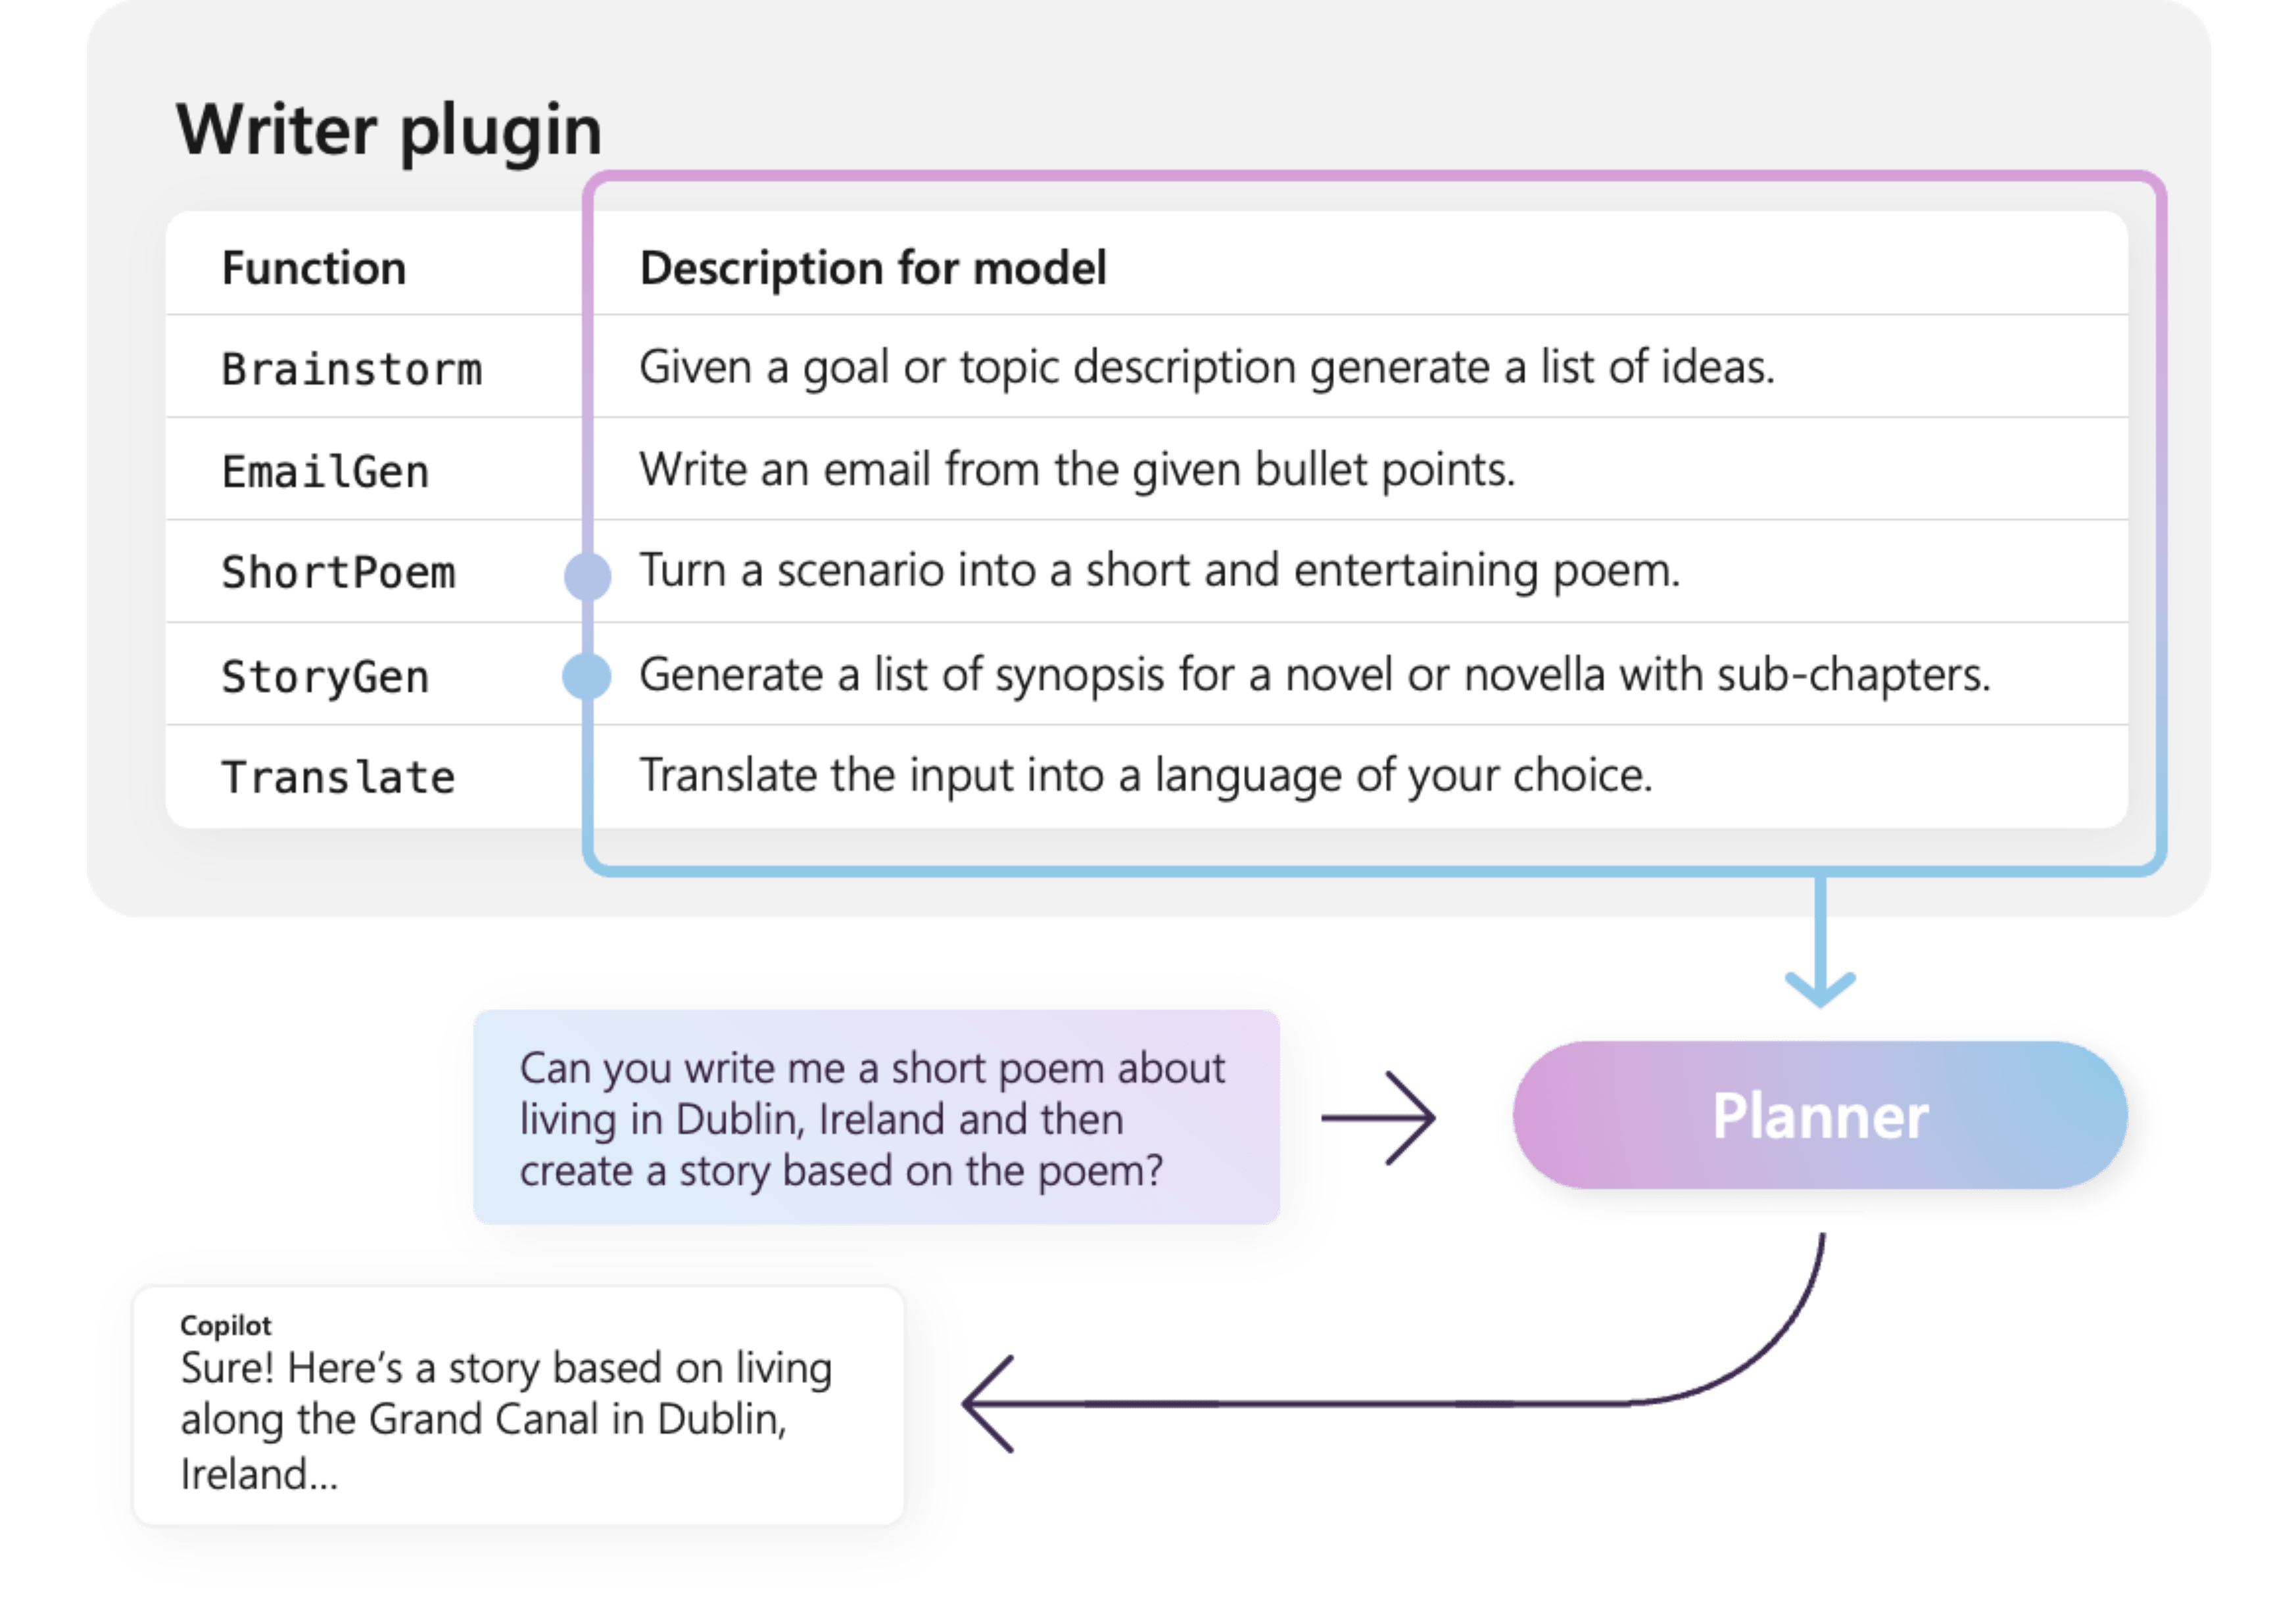 Writer plugin
Function Description for model
Brainstorm Given a goal or topic description generate a list of ideas.
EmailGen Write an email from the given bullet points.
ShortPoem Turn a scenario into a short and entertaining poem.
StoryGen Generate a list of synopsis for a novel or novella with sub-chapters.
Translate Translate the input into a language of your choice.
Can you write me a short poem about
living in Dublin, Ireland and then
create a story based on the poem?
Planner
Copilot
Sure! Here’s a story based on living
along the Grand Canal in Dublin,
Ireland...